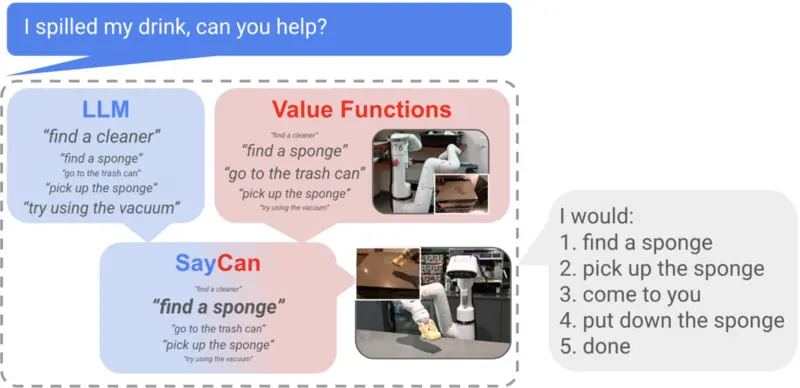 I spilled my drink, can you help?
LLM
“find a cleaner”
“find a sponge”
“go to the trash can”
“pick up the sponge”
“try using the vacuum”
Value Functions
“find a cleaner”
“find a sponge”
“go to the trash can”
“pick up the sponge”
“try using the vacuum”
SayCan
“find a cleaner”
“find a sponge”
“go to the trash can”
“pick up the sponge”
“try using the vacuum”
I would:
1. find a sponge
2. pick up the sponge
3. come to you
4. put down the sponge
5. done